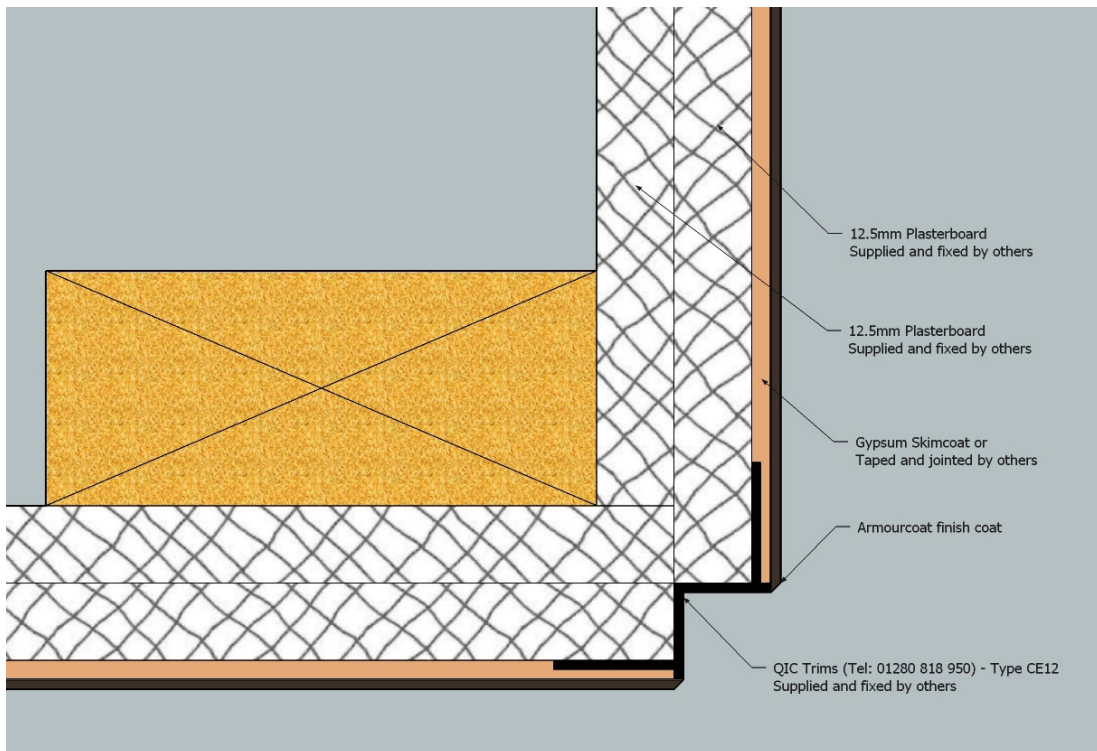 12.5mm Plasterboard
Supplied and fixed by others
12.5mm Plasterboard
Supplied and fixed by others
Gypsum Skimcoat or
Taped and jointed by others
Armourcoat finish coat
QIC Trims (Tel: 01280 818 950) - Type CE12
Supplied and fixed by others